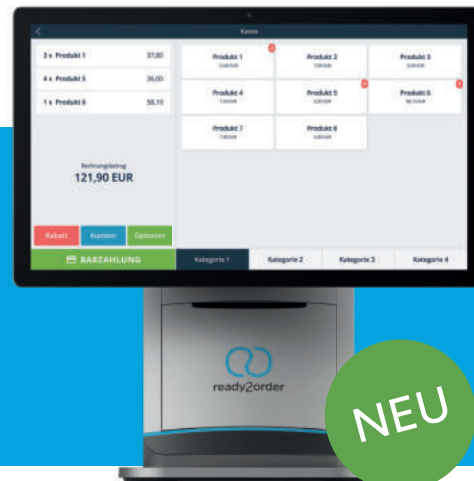 Kasse
3 x Produkt 1 37,80
4 x Produkt 5 26,00
1 x Produkt 6 58,10
Rechnungsbetrag
121,90 EUR
Rabatt Kunden Optionen
BARZAHLUNG
Produkt 1 Produkt 2 Produkt 3
Produkt 4 Produkt 5 Produkt 6
Produkt 7 Produkt 8
Kategorie 1 Kategorie 2 Kategorie 3 Kategorie 4
ready2order
NEU